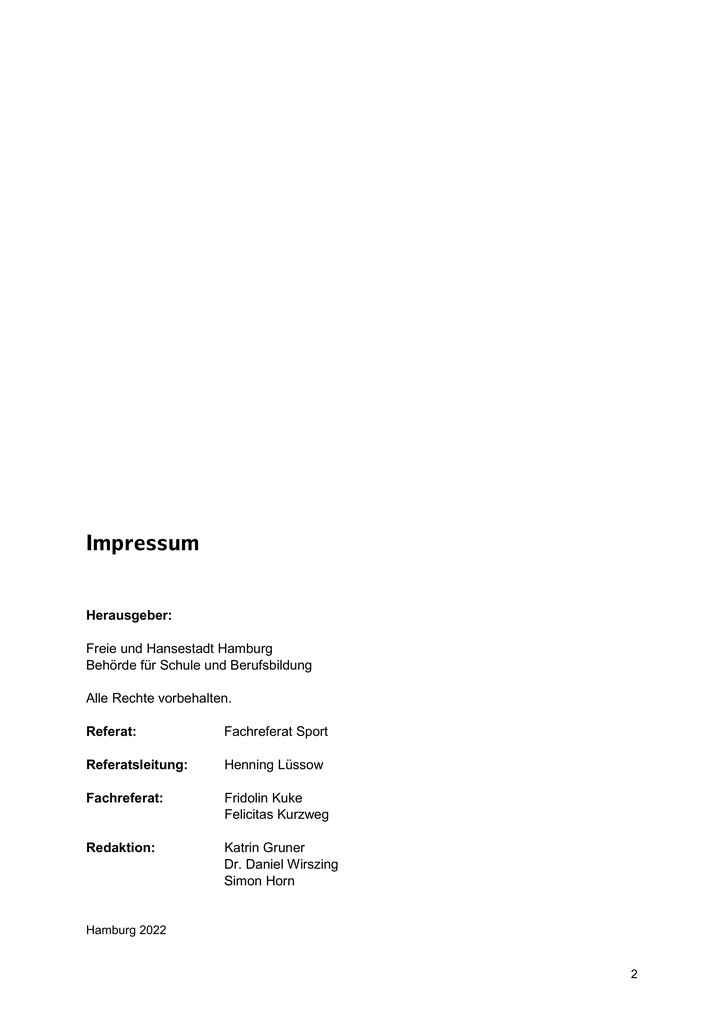 Impressum
Herausgeber:
Freie und Hansestadt Hamburg
Behörde für Schule und Berufsbildung
Alle Rechte vorbehalten.
Referat: Fachreferat Sport
Referatsleitung: Henning Lüssow
Fachreferat: Fridolin Kuke
Felicitas Kurzweg
Redaktion: Katrin Gruner
Dr. Daniel Wirszing
Simon Horn
Hamburg 2022
2